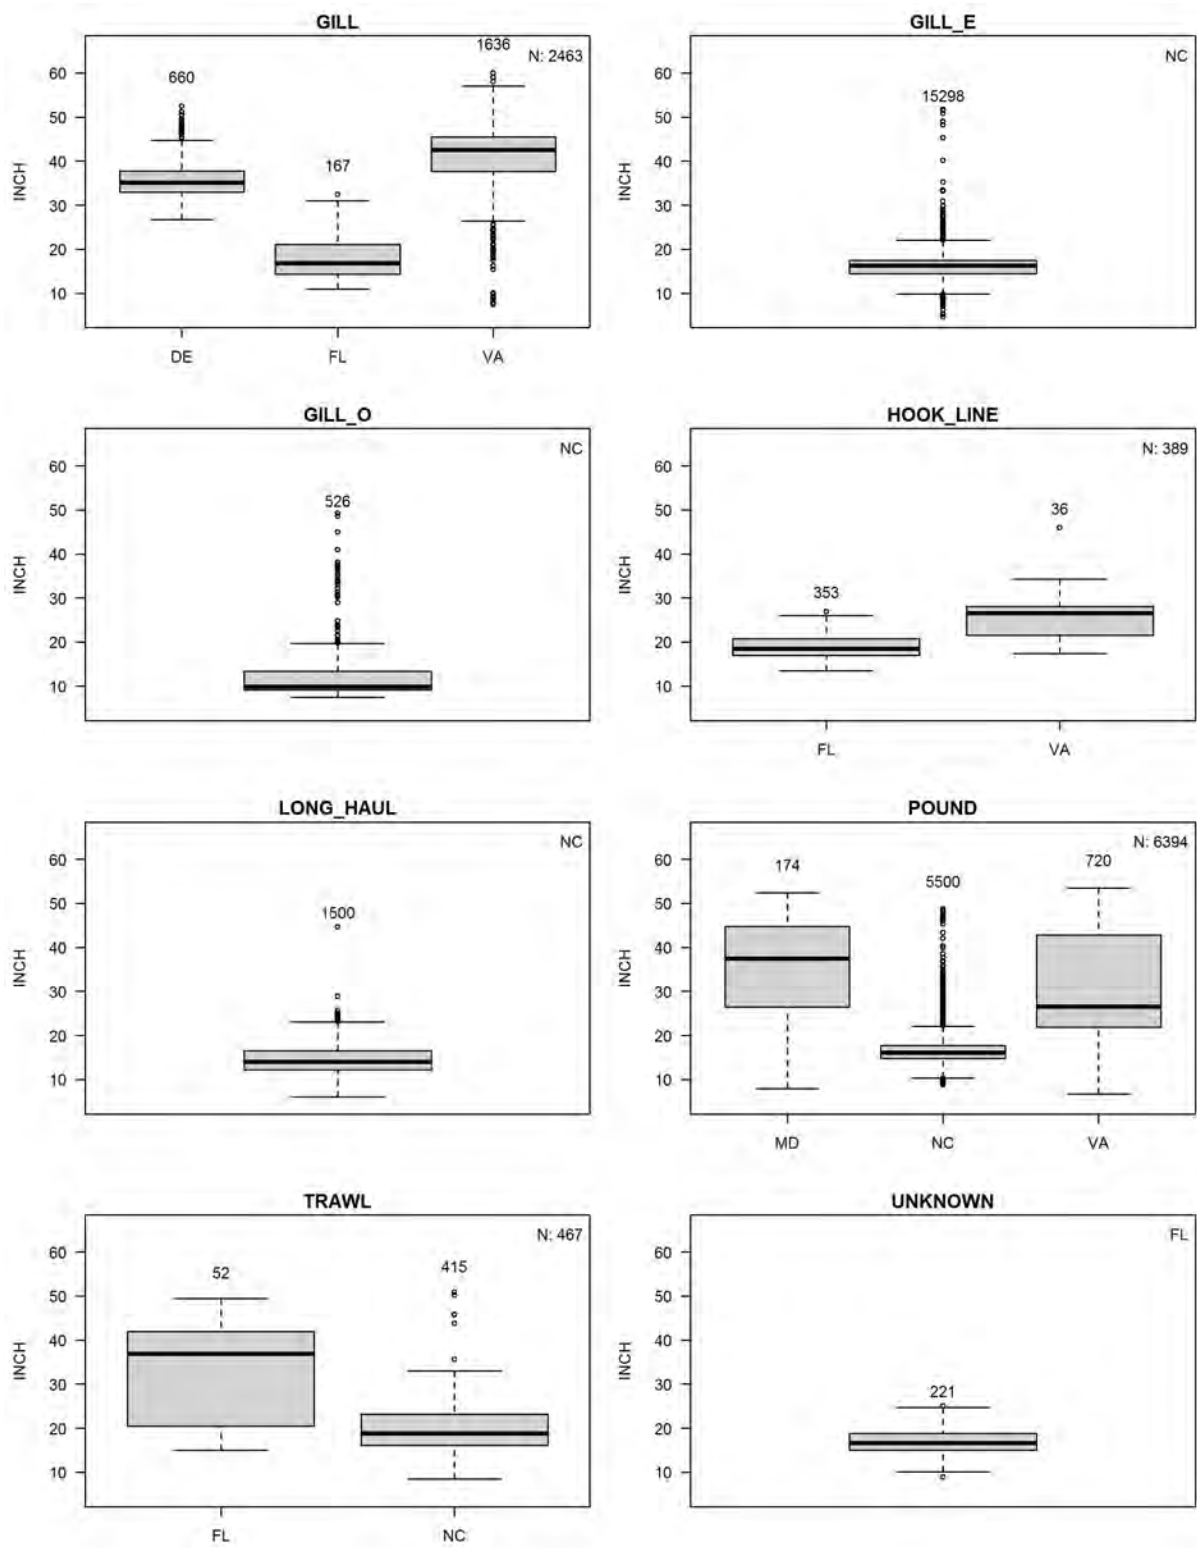 GILL
1636
N: 2463
660
167
INCH
60
50
40
30
20
10
DE FL VA
GILL_E
NC
15298
INCH
60
50
40
30
20
10
GILL_O
NC
526
INCH
60
50
40
30
20
10
HOOK_LINE
N: 389
36
353
INCH
60
50
40
30
20
10
FL VA
LONG_HAUL
NC
1500
INCH
60
50
40
30
20
10
POUND
N: 6394
174
5500
720
INCH
60
50
40
30
20
10
MD NC VA
TRAWL
N: 467
52
415
INCH
60
50
40
30
20
10
FL NC
UNKNOWN
FL
221
INCH
60
50
40
30
20
10